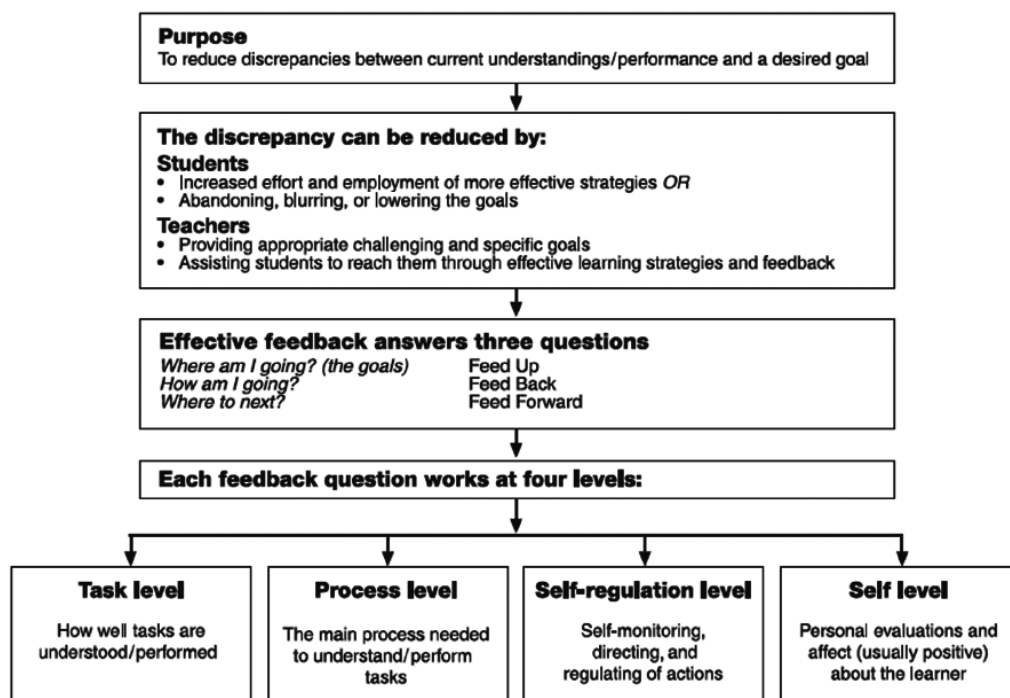 Purpose
To reduce discrepancies between current understandings/performance and a desired goal
The discrepancy can be reduced by:
Students
• Increased effort and employment of more effective strategies OR
• Abandoning, blurring, or lowering the goals
Teachers
• Providing appropriate challenging and specific goals
• Assisting students to reach them through effective learning strategies and feedback
Effective feedback answers three questions
Where am I going? (the goals) Feed Up
How am I going? Feed Back
Where to next? Feed Forward
Each feedback question works at four levels:
Task level
How well tasks are
understood/performed
Process level
The main process needed
to understand/perform
tasks
Self-regulation level
Self-monitoring,
directing, and
regulating of actions
Self level
Personal evaluations and
affect (usually positive)
about the learner